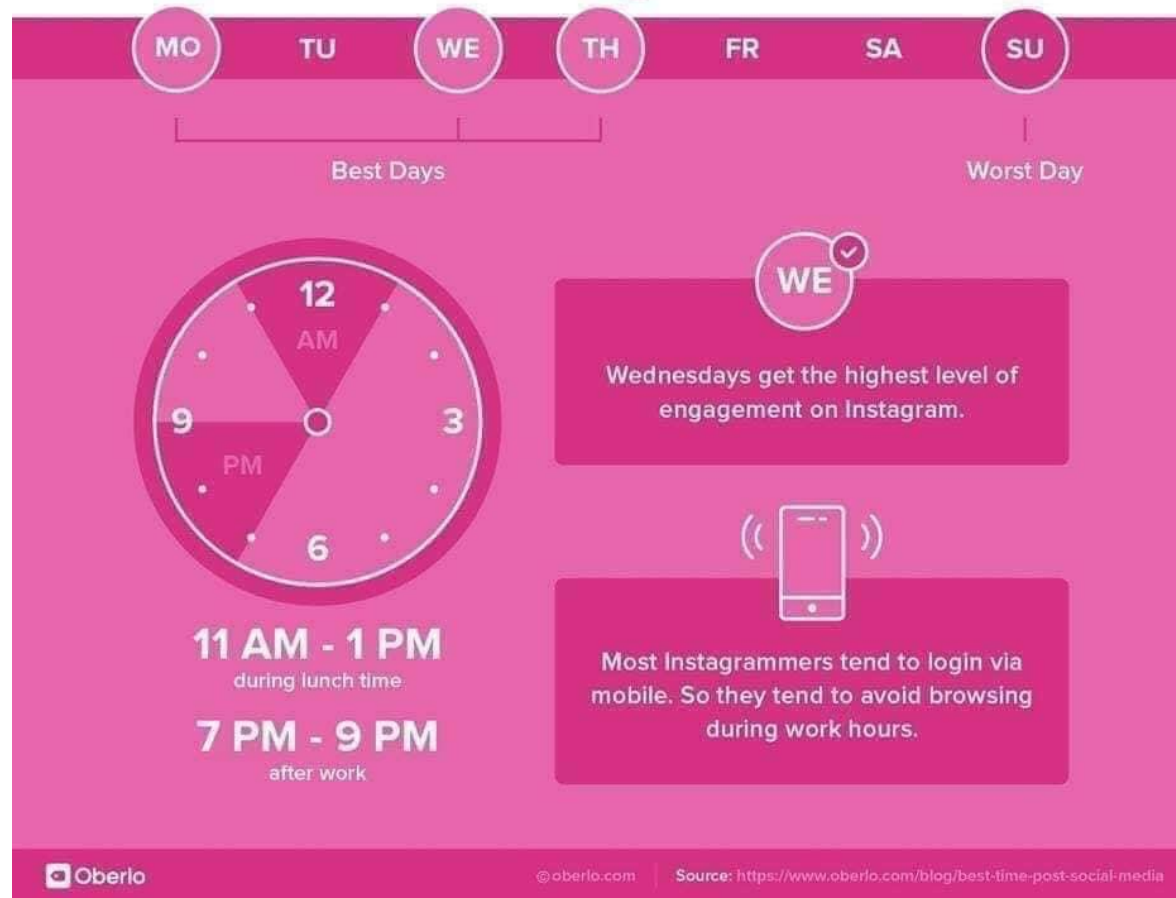 MO TU WE TH FR SA SU
Best Days
Worst Day
12
AM
9
3
PM
6
11 AM - 1 PM
during lunch time
7 PM - 9 PM
after work
WE
Wednesdays get the highest level of
engagement on Instagram.
Most Instagrammers tend to login via
mobile. So they tend to avoid browsing
during work hours.
Oberlo
©oberlo.com
Source: https://www.oberlo.com/blog/best-time-post-social-media